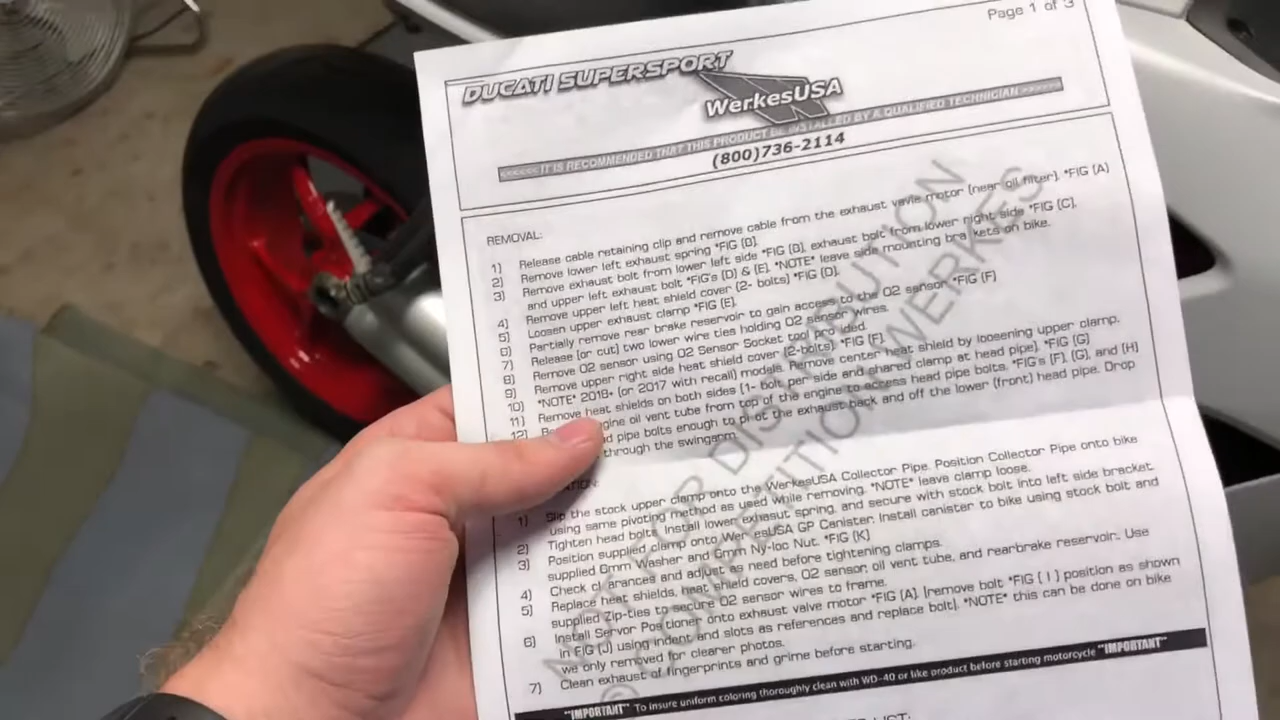 Page 1 of 3
DUCATI SUPERSPORT
WerkesUSA
<<<<< IT IS RECOMMENDED THAT THIS PRODUCT BE INSTALLED BY A QUALIFIED TECHNICIAN >>>>>
(800)736-2114
REMOVAL:
1) Release cable retaining clip and remove cable from the exhaust valve motor (near oil filter). *FIG (A)
2) Remove lower left exhaust spring *FIG (B)
3) Remove exhaust bolt from lower left side *FIG (B), exhaust bolt from lower right side *FIG (C),
and upper left exhaust bolt *FIG's (D) & (E). *NOTE* leave side mounting brackets on bike.
4) Remove upper left heat shield cover (2- bolts) *FIG (D).
5) Loosen upper exhaust clamp *FIG (E).
6) Partially remove rear brake reservoir to gain access to the O2 sensor *FIG (F)
7) Release (or cut) two lower wire ties holding O2 sensor wires.
8) Remove O2 sensor using O2 Sensor Socket tool pro ided.
9) Remove upper right side heat shield cover (2-bolts) *FIG (F).
10) *NOTE* 2018+ (or 2017 with recall) models. Remove center heat shield by loosening upper clamp.
11) Remove heat shields on both sides (1- bolt per side and shared clamp at head pipe). *FIG (G)
12) engine oil vent tube from top of the engine to access head pipe bolts. *FIG's (F), (G), and (H)
d pipe bolts enough to pi ot the exhaust back and off the lower (front) head pipe. Drop
through the swingarm.
ATION:
1) Slip the stock upper clamp onto the WerkesUSA Collector Pipe. Position Collector Pipe onto bike
using same pivoting method as used while removing. *NOTE* leave clamp loose.
2) Tighten head bolts. Install lower exhasut spring, and secure with stock bolt into left side bracket.
3) Position supplied clamp onto Wer esUSA GP Canister. Install canister to bike using stock bolt and
supplied 6mm Washer and 6mm Ny-loc Nut. *FIG (K)
4) Check cl arances and adjust as need before tightening clamps.
5) Replace heat shields, heat shield covers, O2 sensor, oil vent tube, and rearbrake reservoir. Use
supplied zip-ties to secure O2 sensor wires to frame.
6) Install Servor Pos tioner onto exhaust valve motor *FIG (A). (remove bolt *FIG ( I ) position as shown
in FIG (J) using indent and slots as references and replace bolt). *NOTE* this can be done on bike
we only removed for clearer photos.
7) Clean exhaust of fingerprints and grime before starting.
"IMPORTANT" To insure uniform coloring thoroughly clean with WD-40 or like product before starting motorcycle "IMPORTANT"
NOT FOR DISTRIBUTION
© COMPETITION WERKES